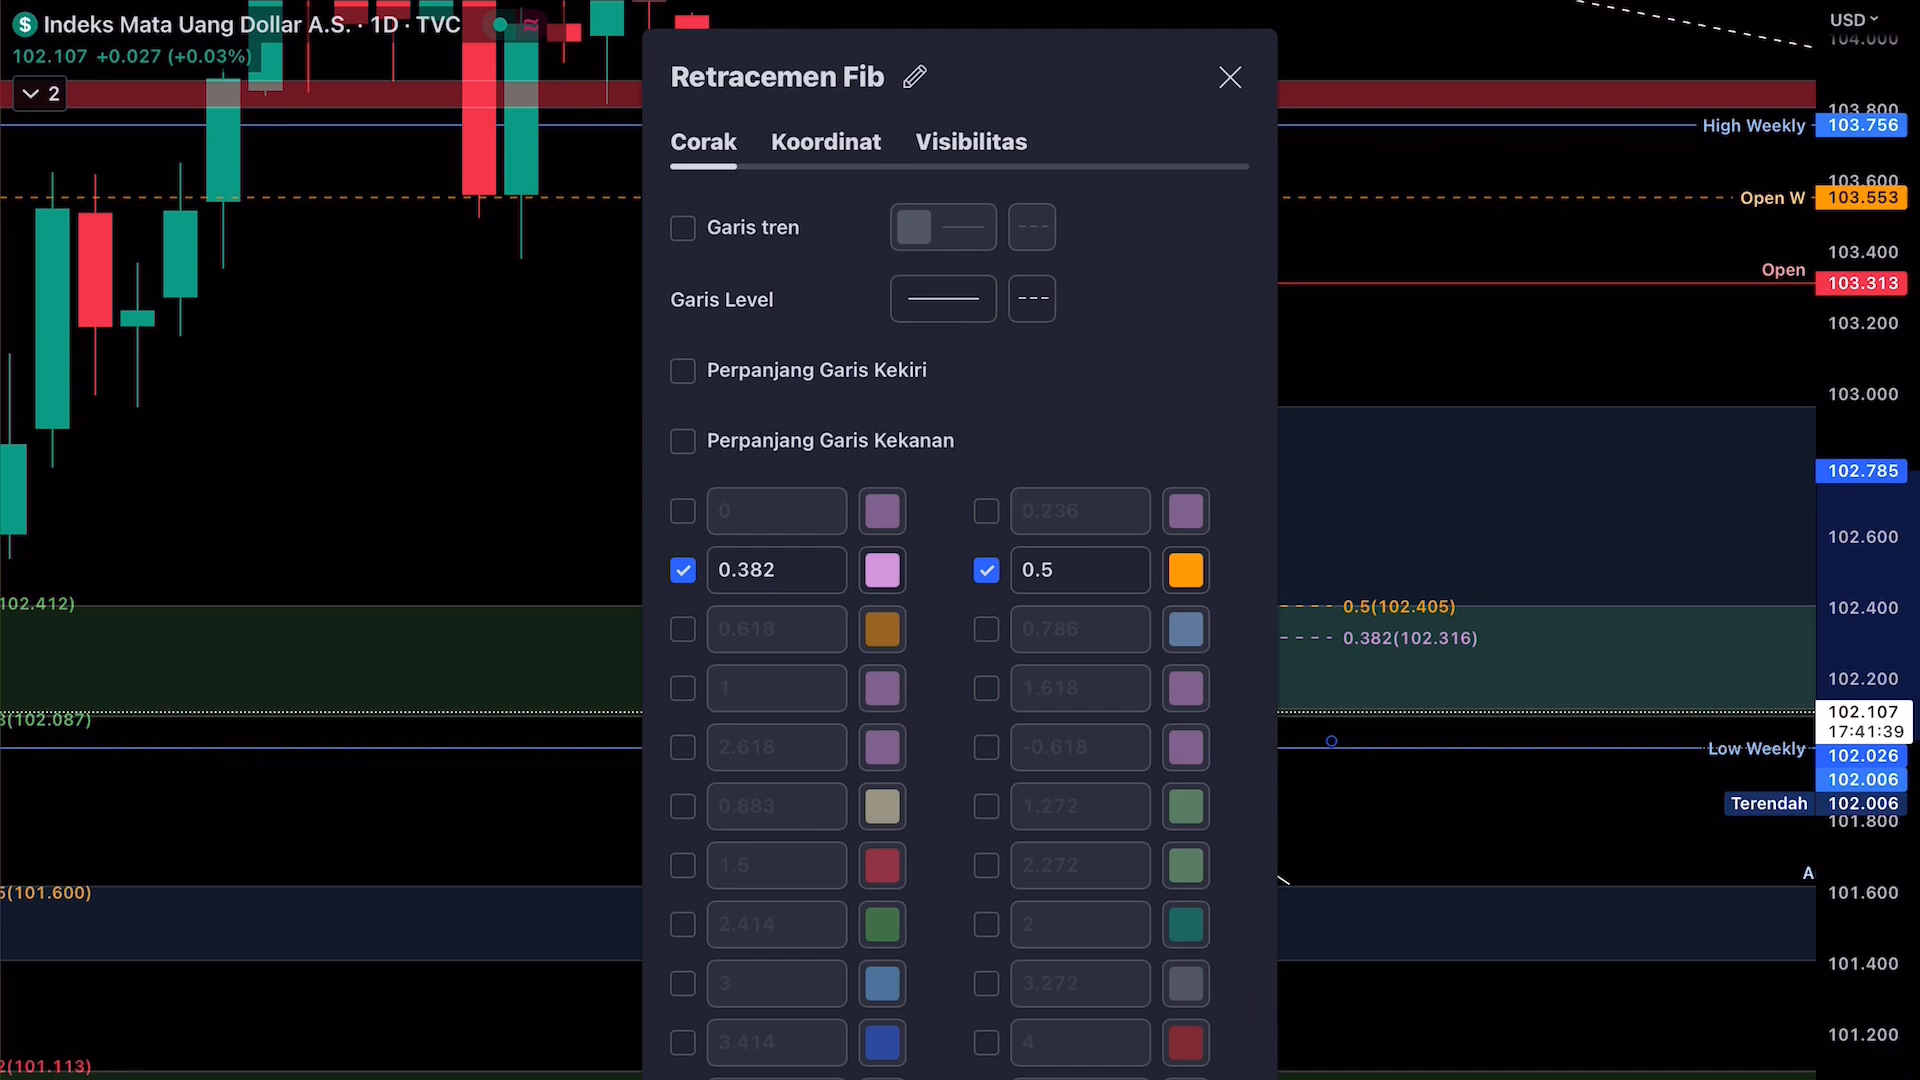 $ Indeks Mata Uang Dollar A.S. · 1D · TVC ≈
102.107 +0.027 (+0.03%)
2
USD
104.000
Retracemen Fib
Corak Koordinat Visibilitas
Garis tren
Garis Level
Perpanjang Garis Kekiri
Perpanjang Garis Kekanan
0 0.236
0.382 0.5
0.618 0.786
1 1.618
2.618 -0.618
0.883 1.272
1.5 2.272
2.414 2
3 3.272
3.414 4
103.800
High Weekly 103.756
103.600
Open W 103.553
103.400
Open
103.313
103.200
103.000
102.785
102.600
102.412)
0.5(102.405)
102.400
0.382(102.316)
102.200
102.107
17:41:39
(102.087)
Low Weekly 102.026
102.006
Terendah 102.006
101.800
A
5(101.600)
101.600
101.400
101.200
2(101.113)